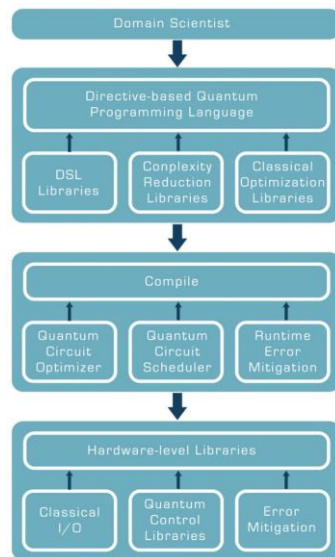 Domain Scientist
Directive-based Quantum
Programming Language
DSL
Libraries
Conplexity
Reduction
Libraries
Classical
Optimization
Libraries
Compile
Quantum
Circuit
Optimizer
Quantum
Circuit
Scheduler
Runtime
Error
Mitigation
Hardware-level Libraries
Classical
I/O
Quantum
Control
Libraries
Error
Mitigation